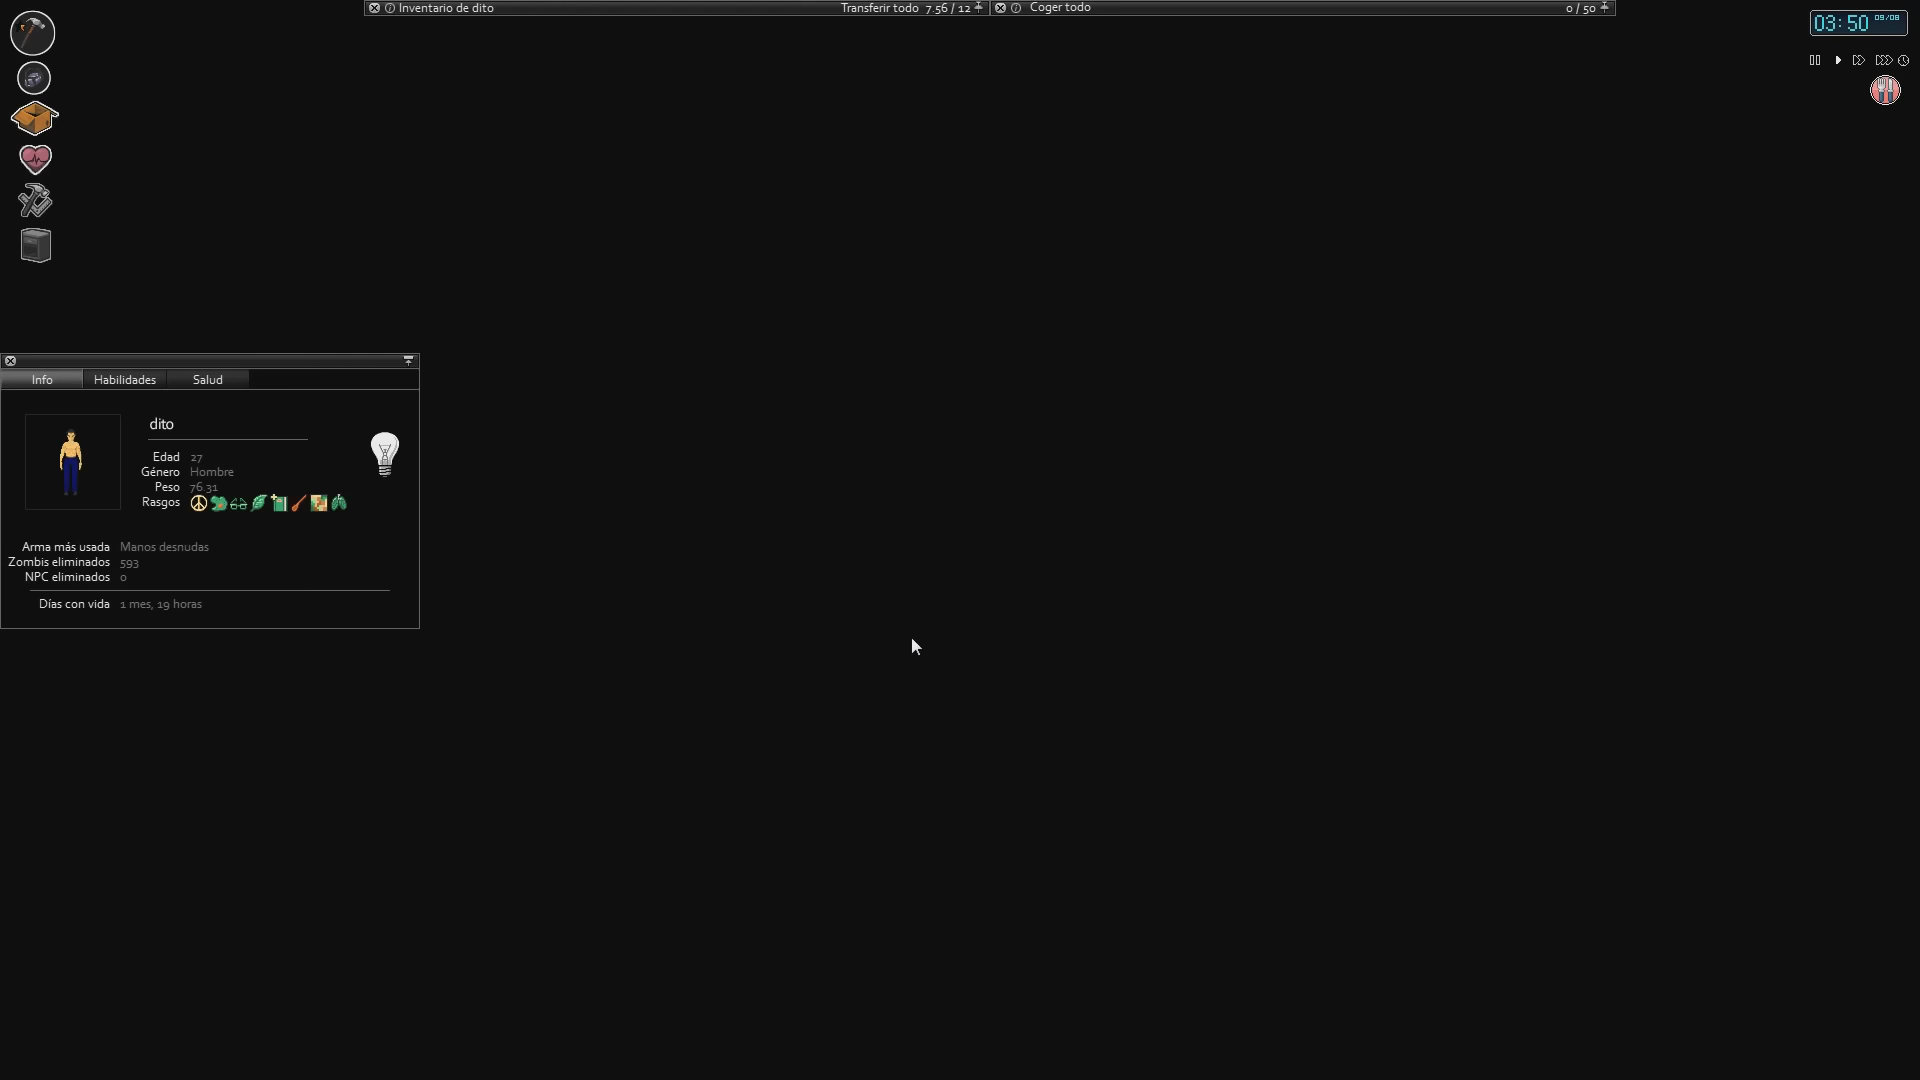 Inventario de dito Transferir todo 7.56 / 12 Coger todo 0 / 50
03:50 09/08
Info Habilidades Salud
dito
Edad 27
Género Hombre
Peso 76.31
Rasgos
Arma más usada Manos desnudas
Zombis eliminados 593
NPC eliminados 0
Días con vida 1 mes, 19 horas